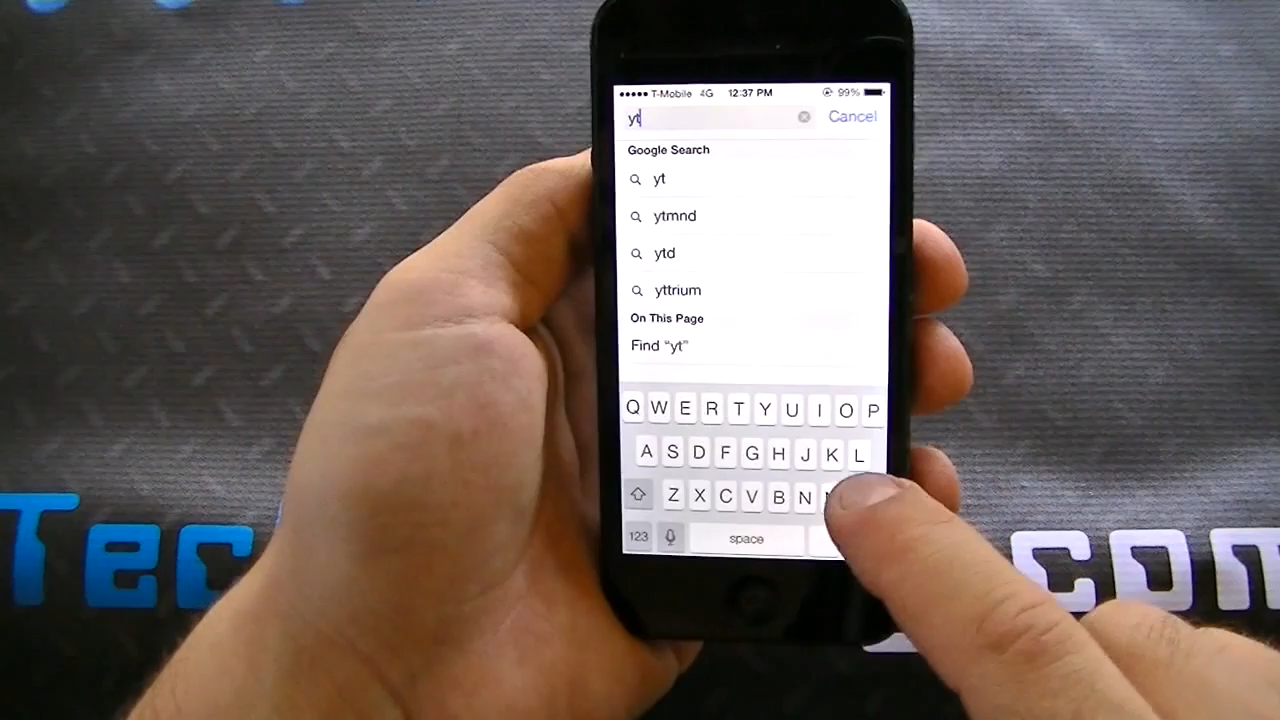 T-Mobile 4G 12:37 PM 99%
yt Cancel
Google Search
yt
ytmnd
ytd
yttrium
On This Page
Find “yt”
Q W E R T Y U I O P
A S D F G H J K L
Z X C V B N
123 space
Tec com